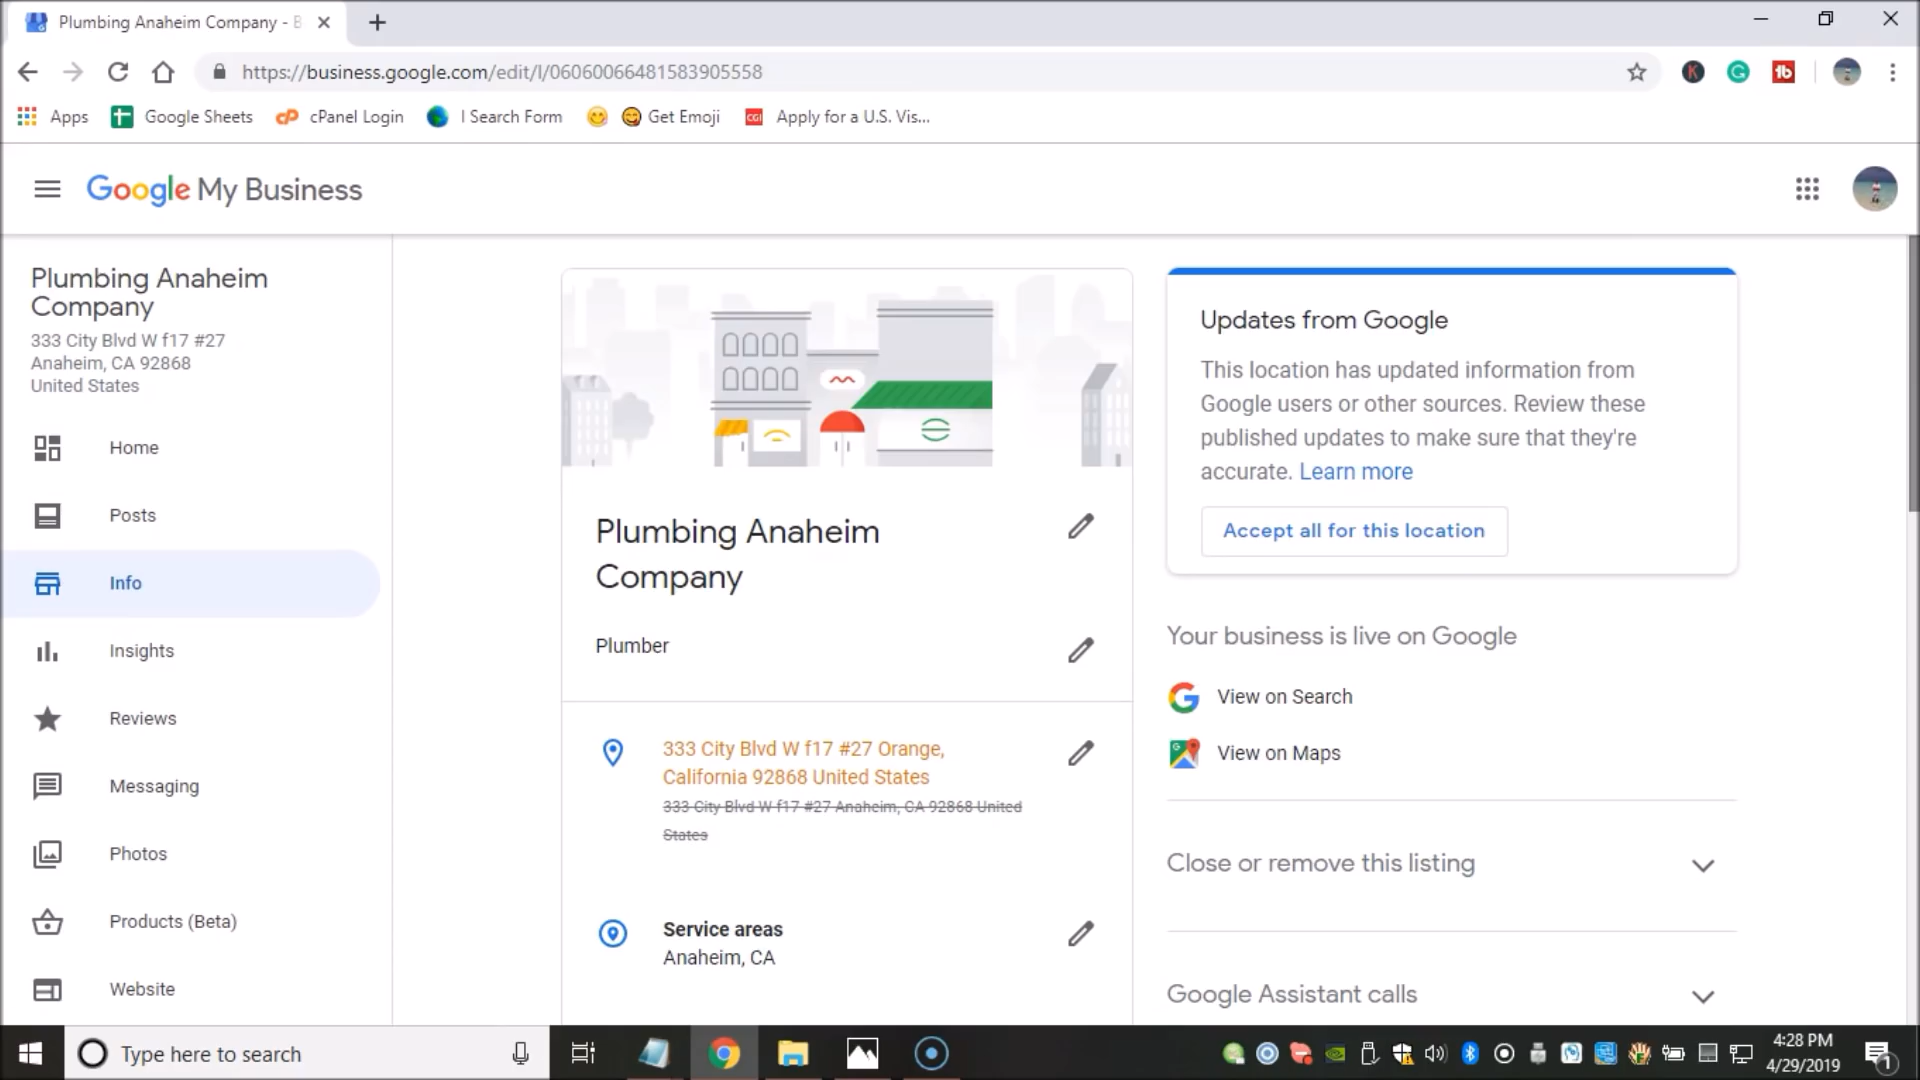 Plumbing Anaheim Company - B
https://business.google.com/edit/l/06060066481583905558
Apps
Google Sheets
cPanel Login
I Search Form
Get Emoji
Apply for a U.S. Vis...
Google My Business
Plumbing Anaheim
Company
333 City Blvd W f17 #27
Anaheim, CA 92868
United States
Home
Posts
Info
Insights
Reviews
Messaging
Photos
Products (Beta)
Website
Plumbing Anaheim
Company
Plumber
333 City Blvd W f17 #27 Orange,
California 92868 United States
333 City Blvd W f17 #27 Anaheim, CA 92868 United
States
Service areas
Anaheim, CA
Updates from Google
This location has updated information from
Google users or other sources. Review these
published updates to make sure that they're
accurate. Learn more
Accept all for this location
Your business is live on Google
View on Search
View on Maps
Close or remove this listing
Google Assistant calls
Type here to search
4:28 PM
4/29/2019
1